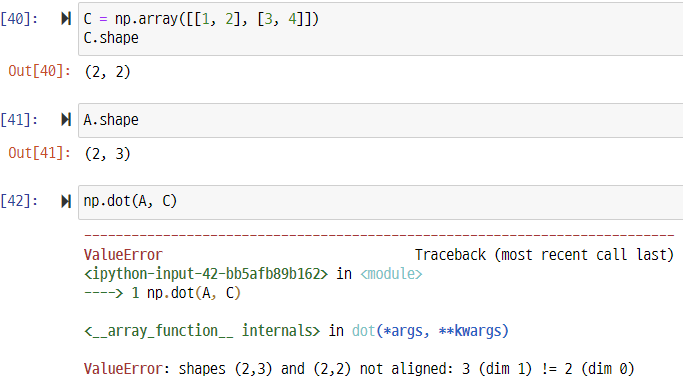 [40]: C = np.array([[1, 2], [3, 4]])
C.shape
Out[40]: (2, 2)
[41]: A.shape
Out[41]: (2, 3)
[42]: np.dot(A, C)
---------------------------------------------------------------------------
ValueError Traceback (most recent call last)
<ipython-input-42-bb5afb89b162> in <module>
----> 1 np.dot(A, C)
<__array_function__ internals> in dot(*args, **kwargs)
ValueError: shapes (2,3) and (2,2) not aligned: 3 (dim 1) != 2 (dim 0)